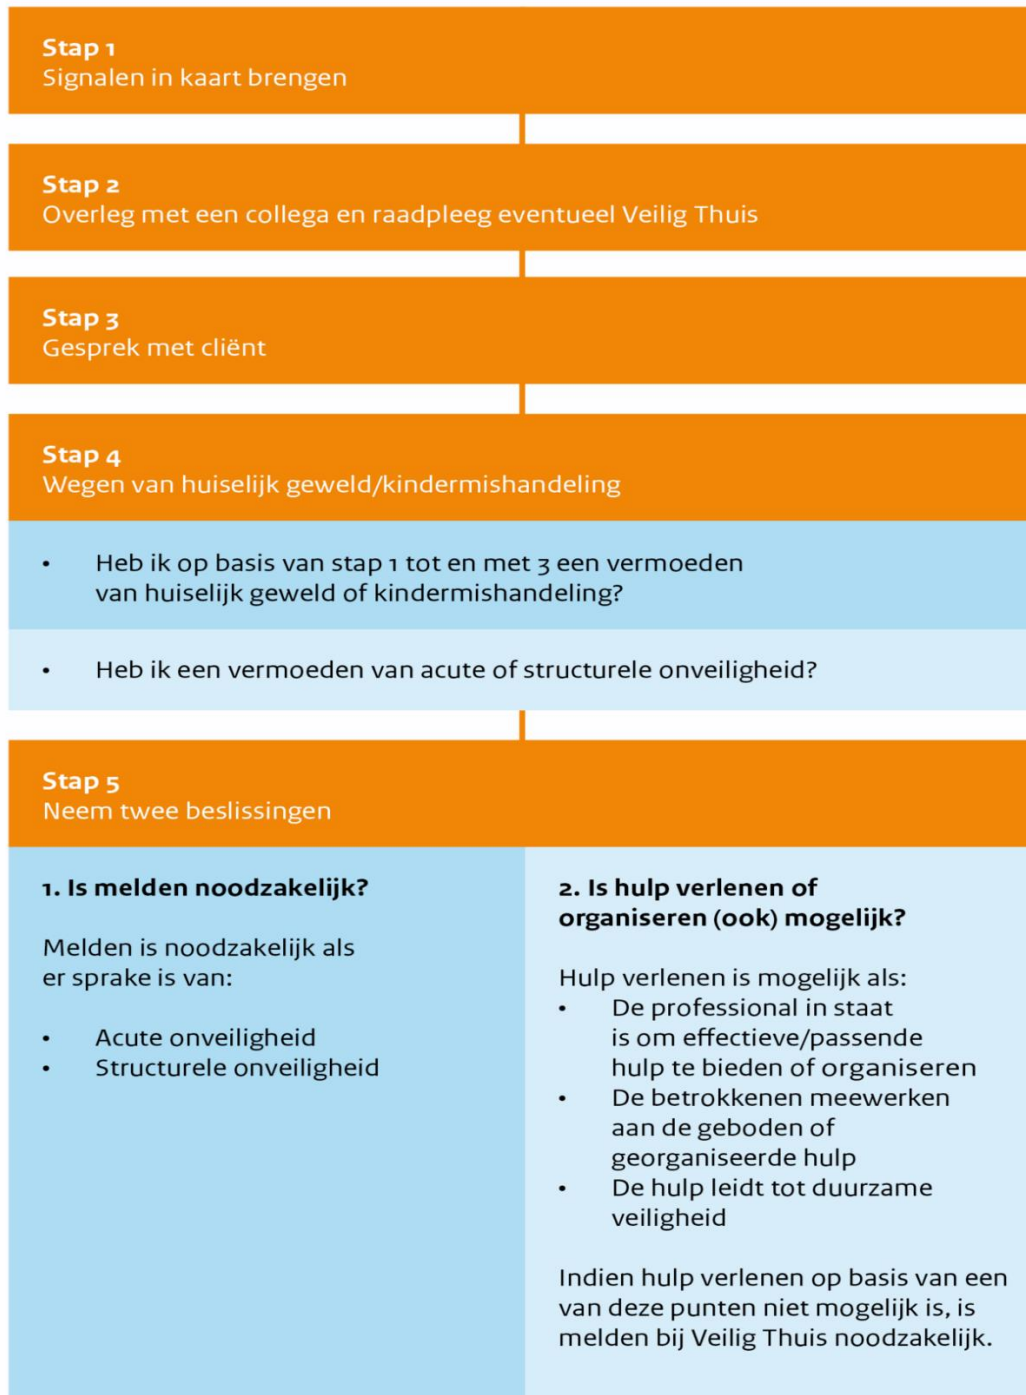 Stap 1
Signalen in kaart brengen
Stap 2
Overleg met een collega en raadpleeg eventueel Veilig Thuis
Stap 3
Gesprek met cliënt
Stap 4
Wegen van huiselijk geweld/kindermishandeling
• Heb ik op basis van stap 1 tot en met 3 een vermoeden
van huiselijk geweld of kindermishandeling?
• Heb ik een vermoeden van acute of structurele onveiligheid?
Stap 5
Neem twee beslissingen
1. Is melden noodzakelijk?
Melden is noodzakelijk als
er sprake is van:
• Acute onveiligheid
• Structurele onveiligheid
2. Is hulp verlenen of
organiseren (ook) mogelijk?
Hulp verlenen is mogelijk als:
• De professional in staat
is om effectieve/passende
hulp te bieden of organiseren
• De betrokkenen meewerken
aan de geboden of
georganiseerde hulp
• De hulp leidt tot duurzame
veiligheid
Indien hulp verlenen op basis van een
van deze punten niet mogelijk is, is
melden bij Veilig Thuis noodzakelijk.